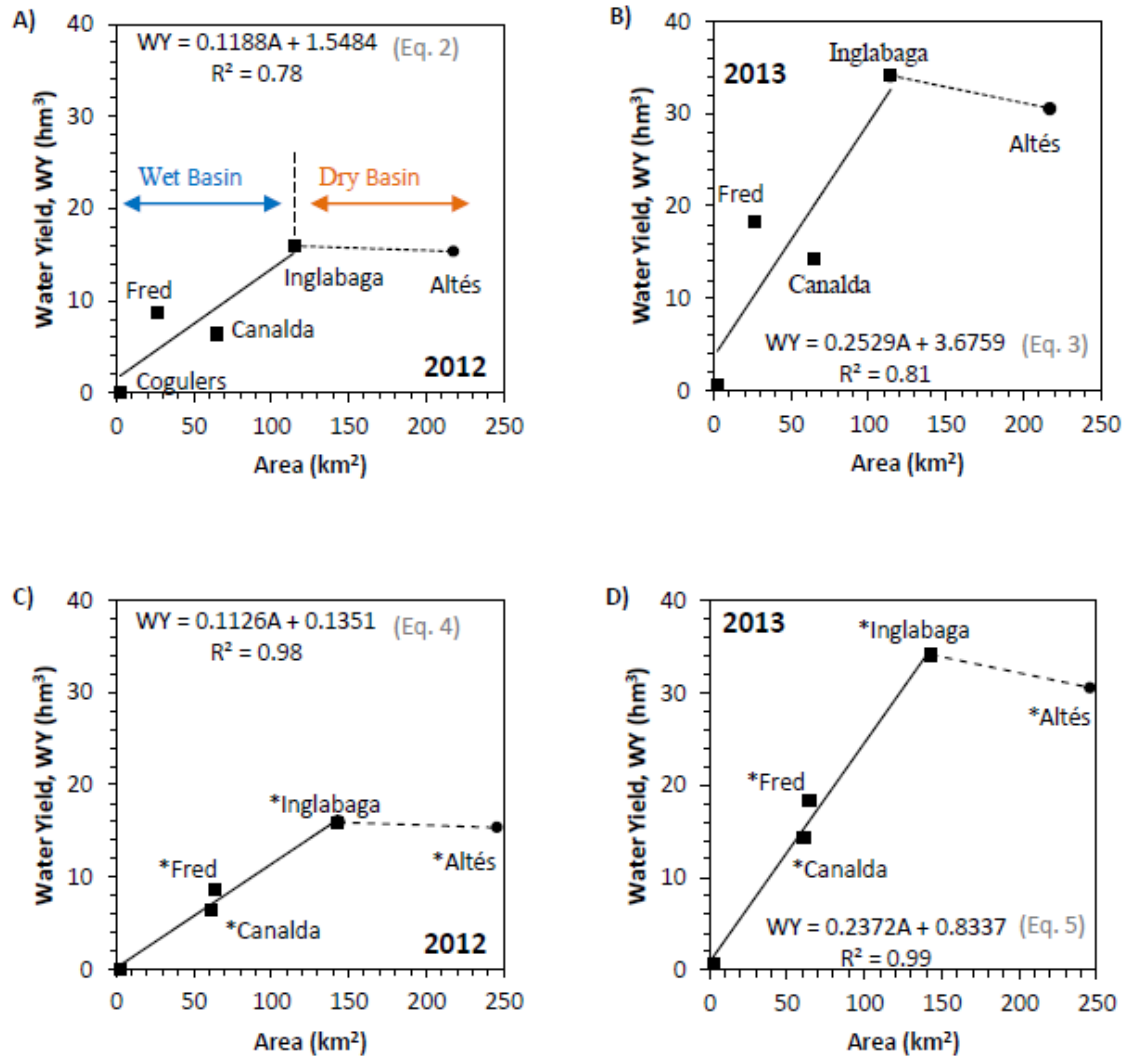 A)
WY = 0.1188A + 1.5484 (Eq. 2)
R² = 0.78
Wet Basin
Dry Basin
Fred
Inglabaga
Altés
Canalda
Cogulers
2012
Water Yield, WY (hm³)
40
30
20
10
0
0 50 100 150 200 250
Area (km²)
B)
2013
Inglabaga
Altés
Fred
Canalda
WY = 0.2529A + 3.6759 (Eq. 3)
R² = 0.81
Water Yield, WY (hm³)
40
30
20
10
0
0 50 100 150 200 250
Area (km²)
C)
WY = 0.1126A + 0.1351 (Eq. 4)
R² = 0.98
*Inglabaga
*Fred
*Altés
*Canalda
2012
Water Yield, WY (hm³)
40
30
20
10
0
0 50 100 150 200 250
Area (km²)
D)
2013
*Inglabaga
*Altés
*Fred
*Canalda
WY = 0.2372A + 0.8337 (Eq. 5)
R² = 0.99
Water Yield, WY (hm³)
40
30
20
10
0
0 50 100 150 200 250
Area (km²)